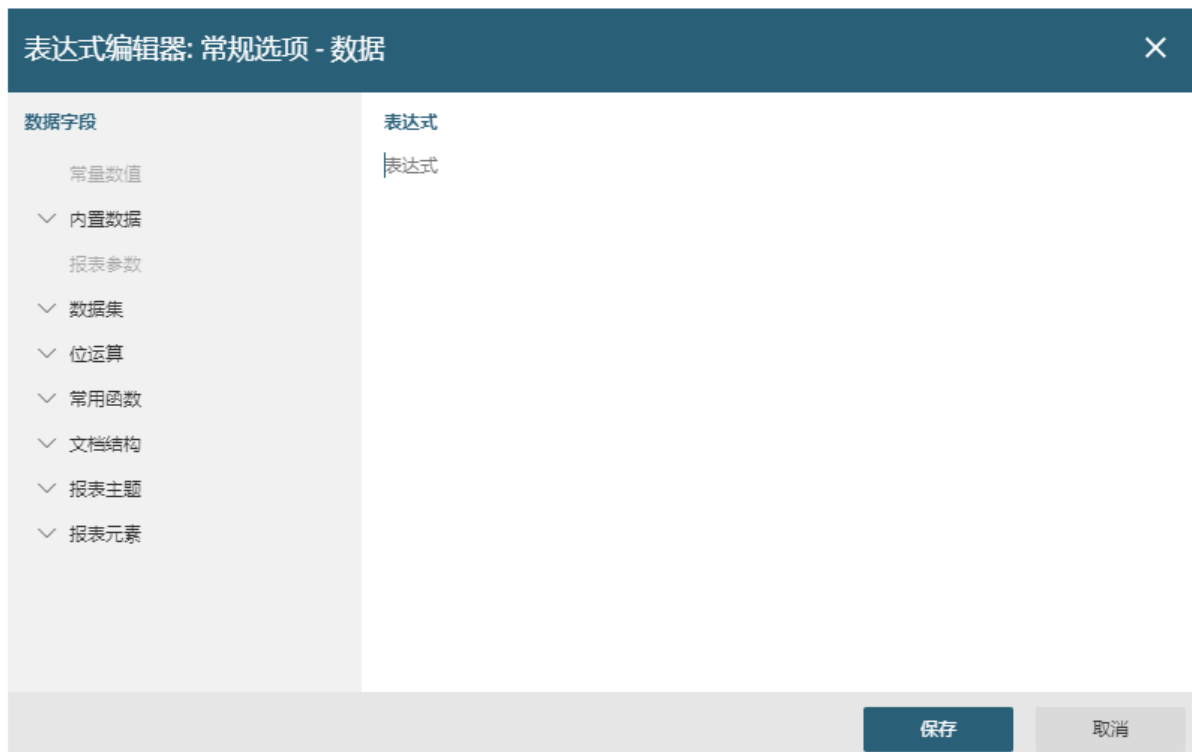 表达式编辑器: 常规选项 - 数据
数据字段
常量数值
内置数据
报表参数
数据集
位运算
常用函数
文档结构
报表主题
报表元素
表达式
表达式
保存
取消